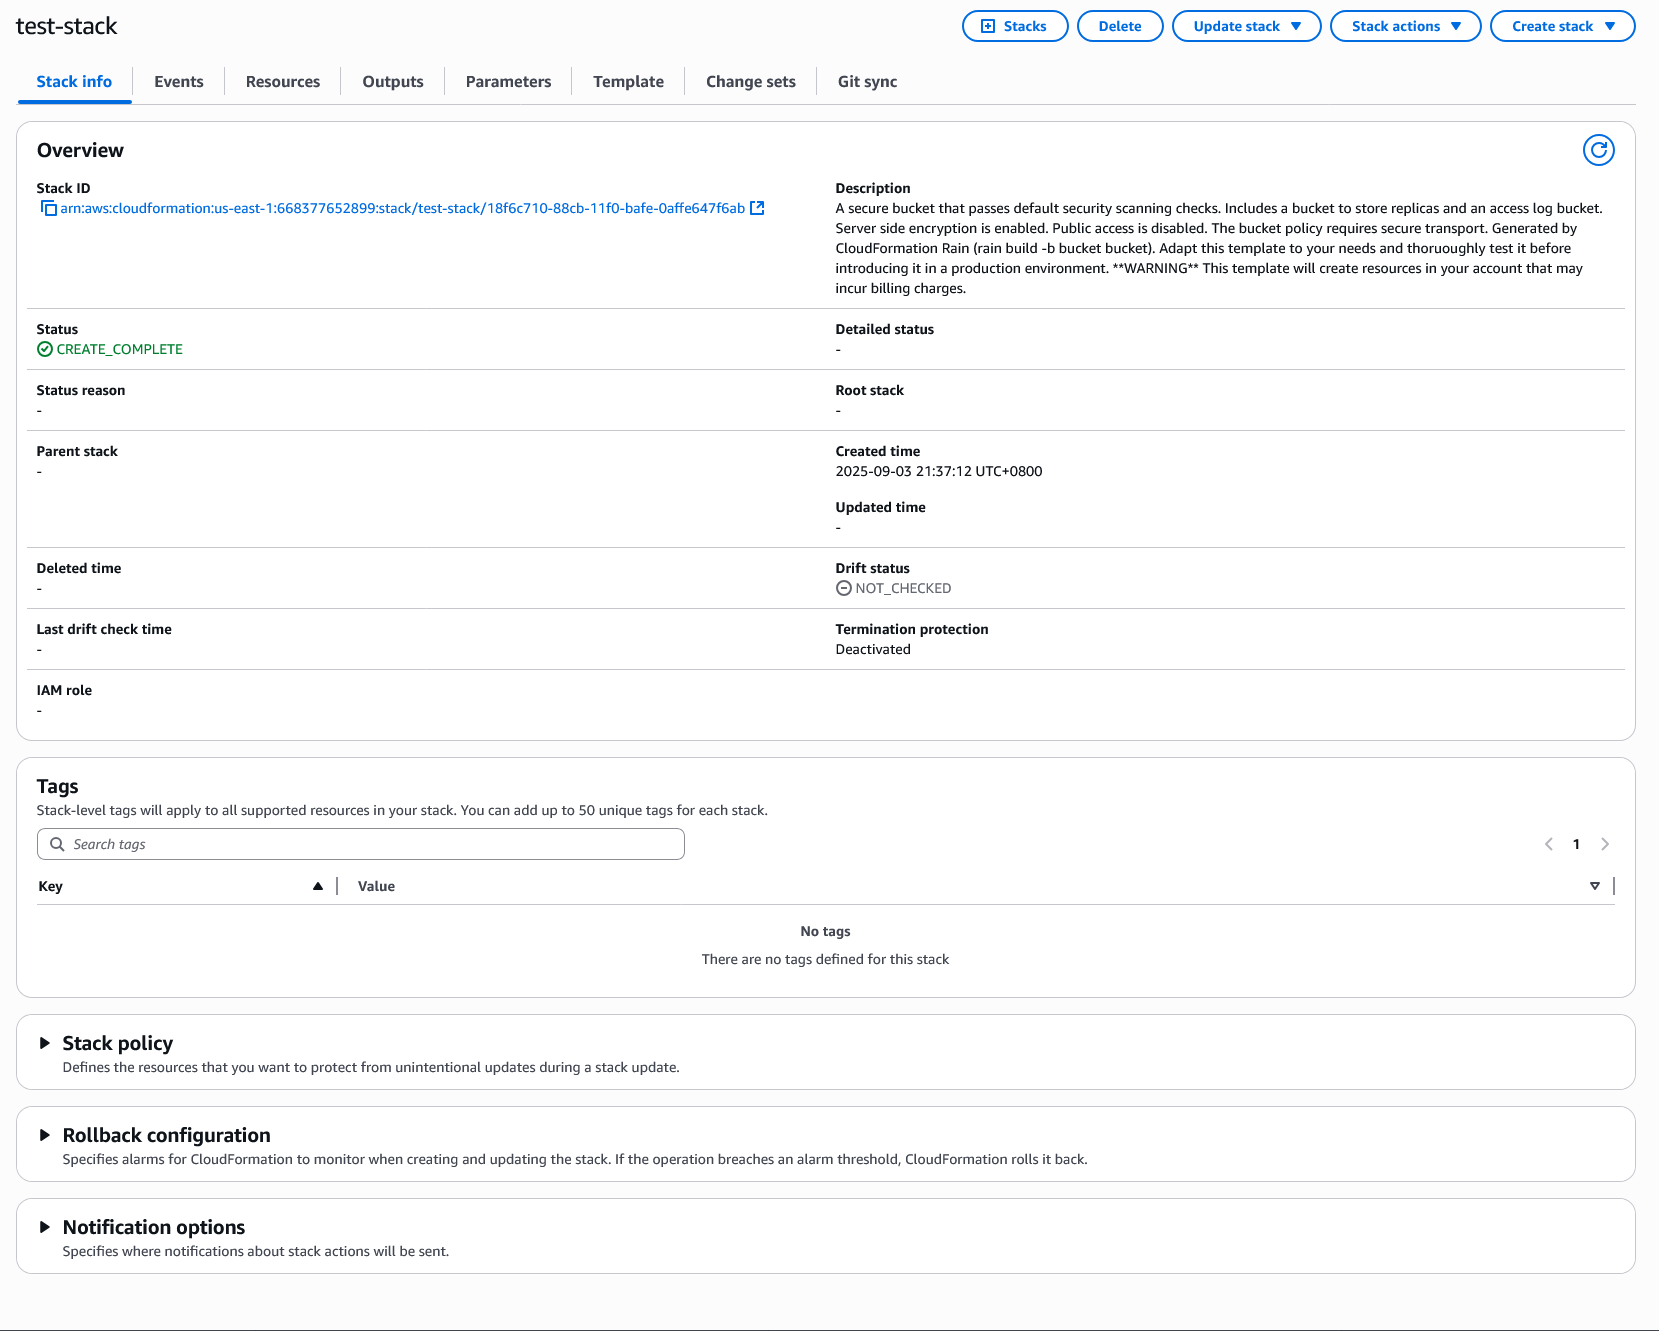 test-stack
Stacks
Delete
Update stack
Stack actions
Create stack
Stack info
Events
Resources
Outputs
Parameters
Template
Change sets
Git sync
Overview
Stack ID
arn:aws:cloudformation:us-east-1:668377652899:stack/test-stack/18f6c710-88cb-11f0-bafe-0affe647f6ab
Description
A secure bucket that passes default security scanning checks. Includes a bucket to store replicas and an access log bucket.
Server side encryption is enabled. Public access is disabled. The bucket policy requires secure transport. Generated by
CloudFormation Rain (rain build -b bucket bucket). Adapt this template to your needs and thoruoughly test it before
introducing it in a production environment. **WARNING** This template will create resources in your account that may
incur billing charges.
Status
CREATE_COMPLETE
Detailed status
-
Status reason
-
Root stack
-
Parent stack
-
Created time
2025-09-03 21:37:12 UTC+0800
Updated time
-
Deleted time
-
Drift status
NOT_CHECKED
Last drift check time
-
Termination protection
Deactivated
IAM role
-
Tags
Stack-level tags will apply to all supported resources in your stack. You can add up to 50 unique tags for each stack.
Search tags
1
Key
Value
No tags
There are no tags defined for this stack
Stack policy
Defines the resources that you want to protect from unintentional updates during a stack update.
Rollback configuration
Specifies alarms for CloudFormation to monitor when creating and updating the stack. If the operation breaches an alarm threshold, CloudFormation rolls it back.
Notification options
Specifies where notifications about stack actions will be sent.